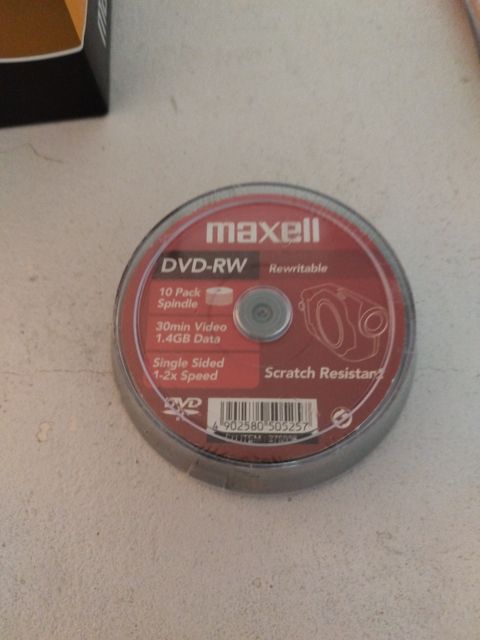 maxell
DVD-RW Rewritable
10 Pack
Spindle
30min Video
1.4GB Data
Single Sided
1-2x Speed
Scratch Resistant
DVD
4 902580 505257